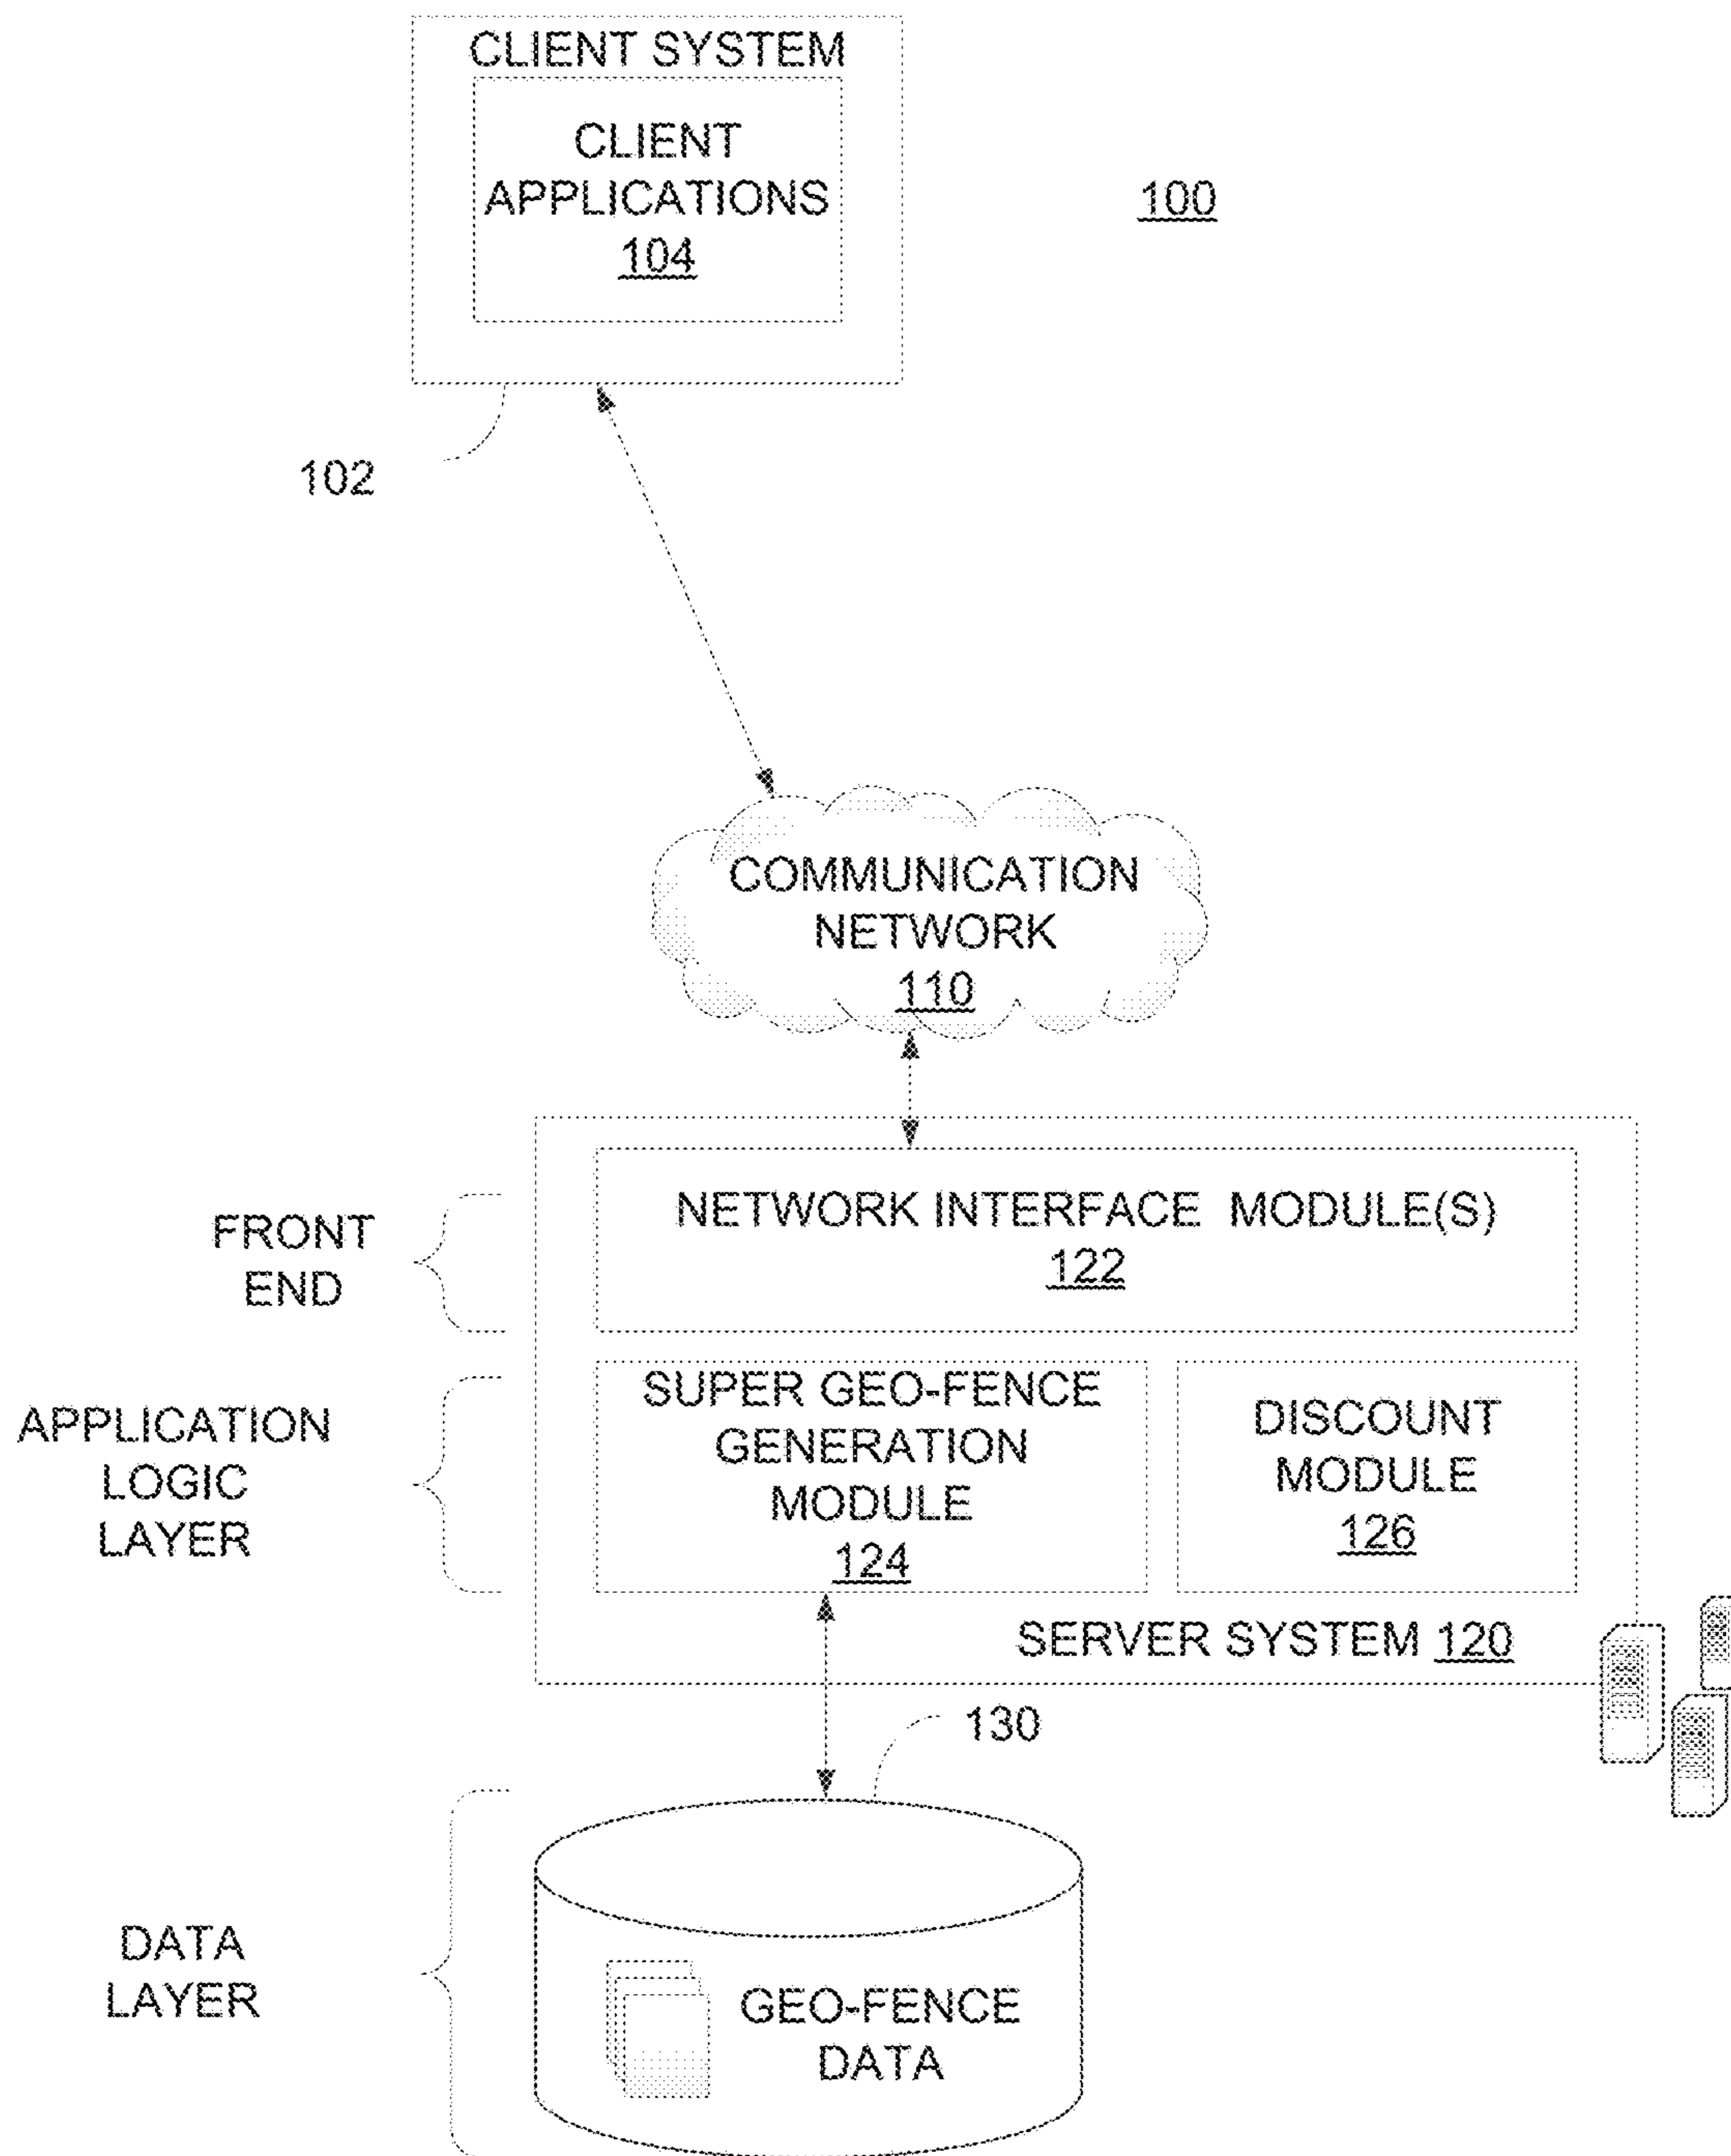 CLIENT SYSTEM
CLIENT
APPLICATIONS
104
100
102
COMMUNICATION
NETWORK
110
FRONT
END
NETWORK INTERFACE MODULE(S)
122
APPLICATION
LOGIC
LAYER
SUPER GEO-FENCE
GENERATION
MODULE
124
DISCOUNT
MODULE
126
SERVER SYSTEM 120
130
DATA
LAYER
GEO-FENCE
DATA